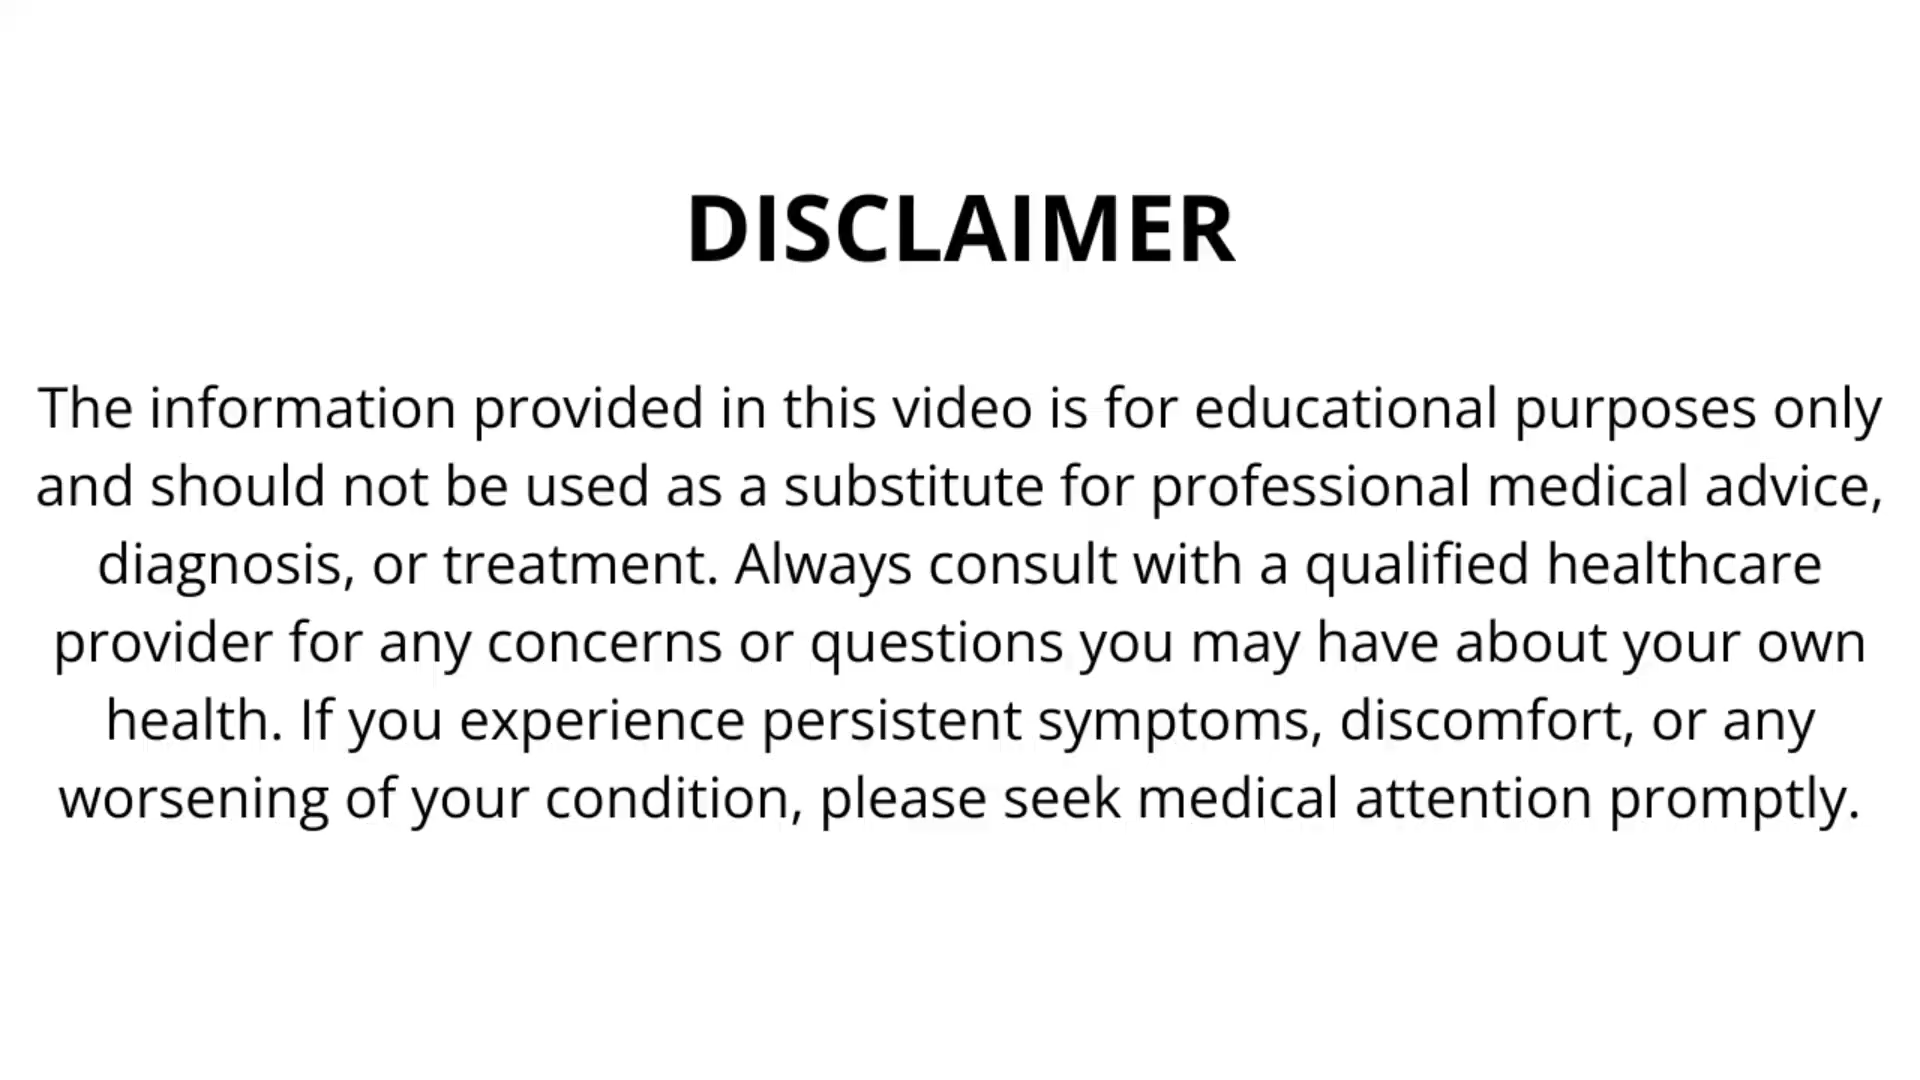 DISCLAIMER
The information provided in this video is for educational purposes only
and should not be used as a substitute for professional medical advice,
diagnosis, or treatment. Always consult with a qualified healthcare
provider for any concerns or questions you may have about your own
health. If you experience persistent symptoms, discomfort, or any
worsening of your condition, please seek medical attention promptly.